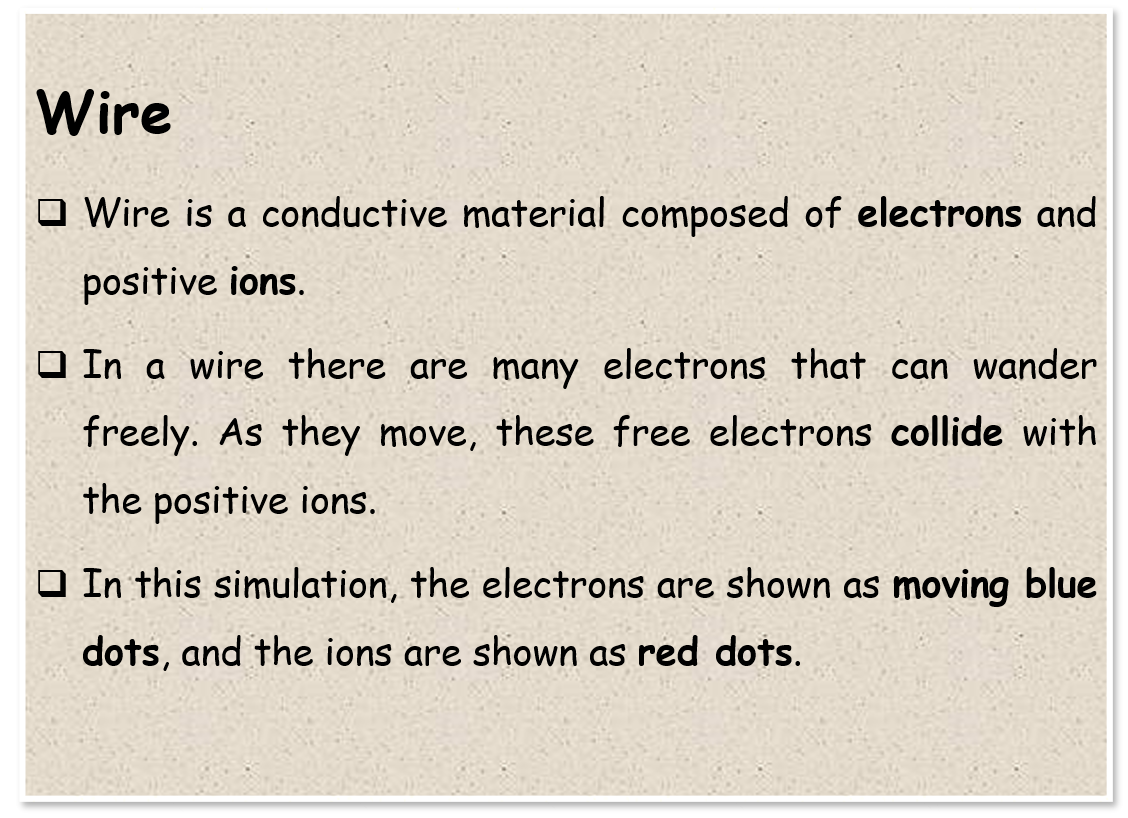 Wire
❑ Wire is a conductive material composed of electrons and
positive ions.
❑ In a wire there are many electrons that can wander
freely. As they move, these free electrons collide with
the positive ions.
❑ In this simulation, the electrons are shown as moving blue
dots, and the ions are shown as red dots.